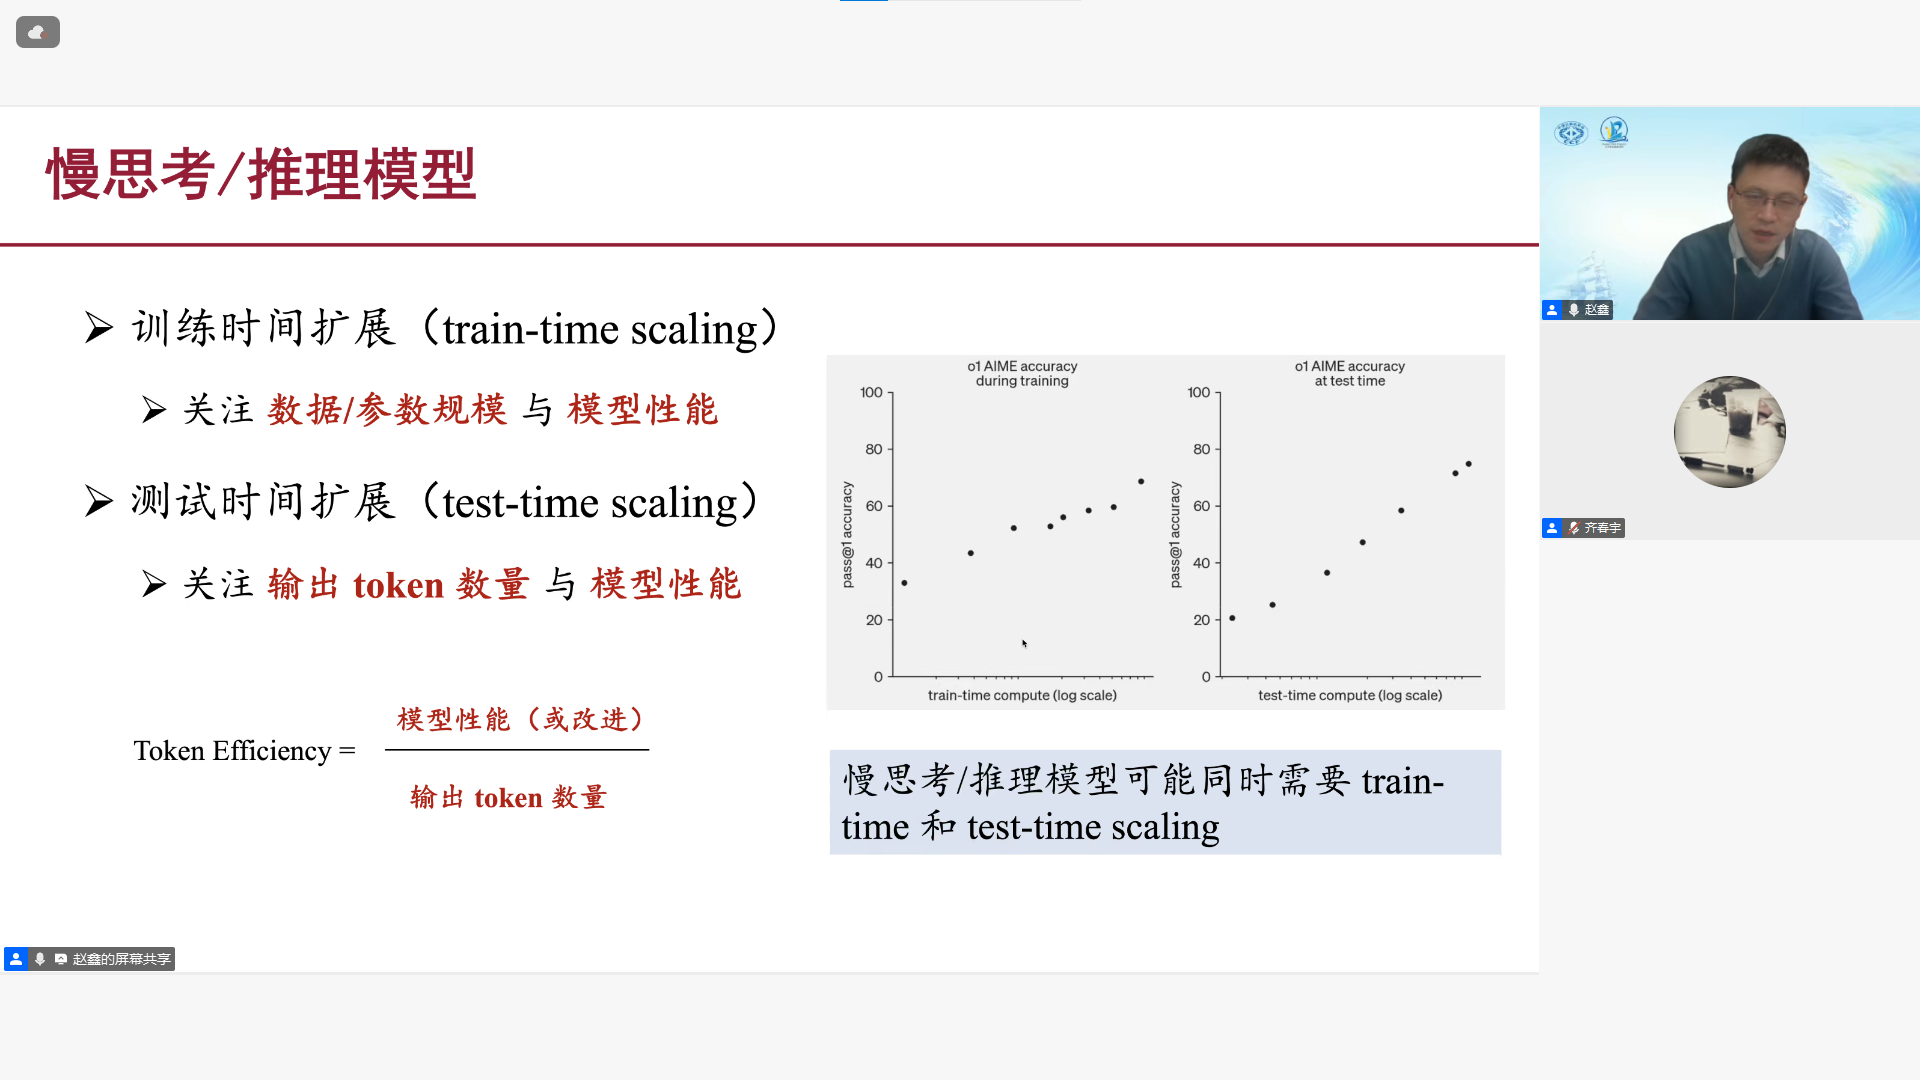 慢思考/推理模型
➢ 训练时间扩展（train-time scaling）
➢ 关注 数据/参数规模 与 模型性能
➢ 测试时间扩展（test-time scaling）
➢ 关注 输出 token 数量 与 模型性能
Token Efficiency =
模型性能（或改进）
输出 token 数量
o1 AIME accuracy
during training
100
80
60
40
20
0
pass@1 accuracy
train-time compute (log scale)
o1 AIME accuracy
at test time
100
80
60
40
20
0
pass@1 accuracy
test-time compute (log scale)
慢思考/推理模型可能同时需要 train-
time 和 test-time scaling
赵鑫的屏幕共享
赵鑫
齐春宇